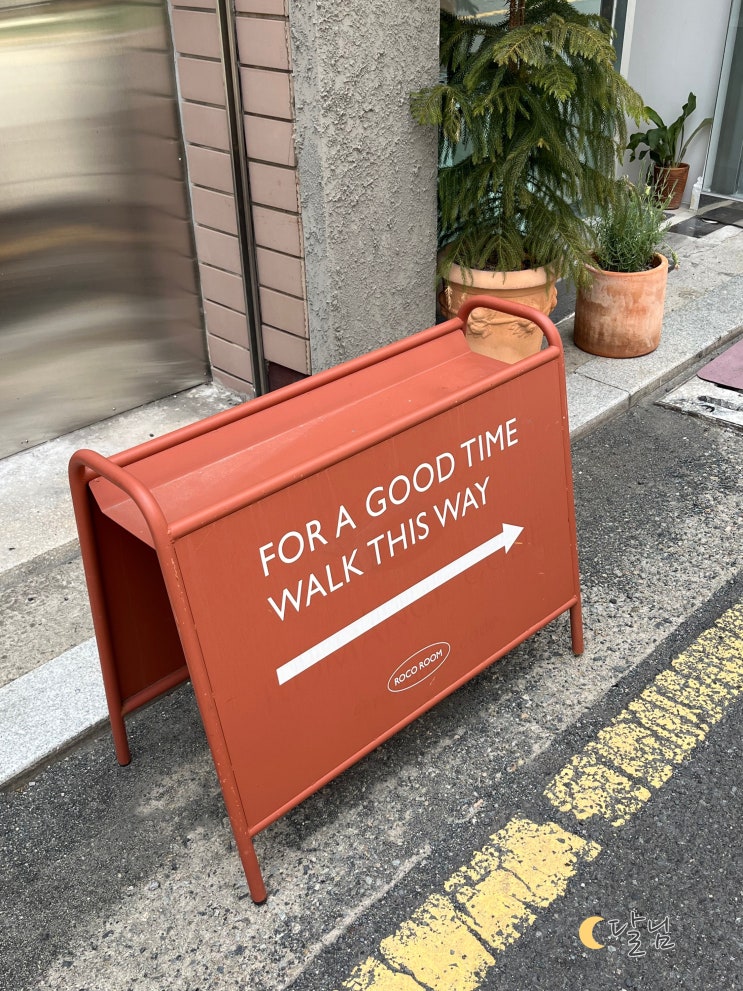 FOR A GOOD TIME
WALK THIS WAY
ROCO ROOM
달님